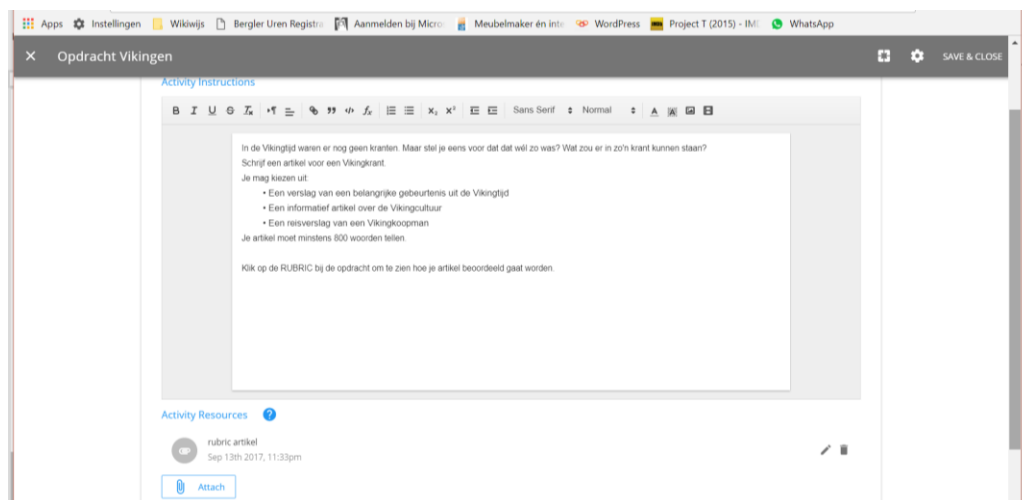 Apps Instellingen Wikiwijs Bergler Uren Registra Aanmelden bij Micro Meubelmaker én inte WordPress Project T (2015) - IM WhatsApp
× Opdracht Vikingen SAVE & CLOSE
Activity Instructions
B I U S Tx fx X₂ X² Sans Serif Normal A A
In de Vikingtijd waren er nog geen kranten. Maar stel je eens voor dat dat wél zo was? Wat zou er in zo'n krant kunnen staan?
Schrijf een artikel voor een Vikingkrant.
Je mag kiezen uit:
• Een verslag van een belangrijke gebeurtenis uit de Vikingtijd
• Een informatief artikel over de Vikingcultuur
• Een reisverslag van een Vikingkoopman
Je artikel moet minstens 800 woorden tellen.
Klik op de RUBRIC bij de opdracht om te zien hoe je artikel beoordeeld gaat worden.
Activity Resources ?
rubric artikel
Sep 13th 2017, 11:33pm
Attach